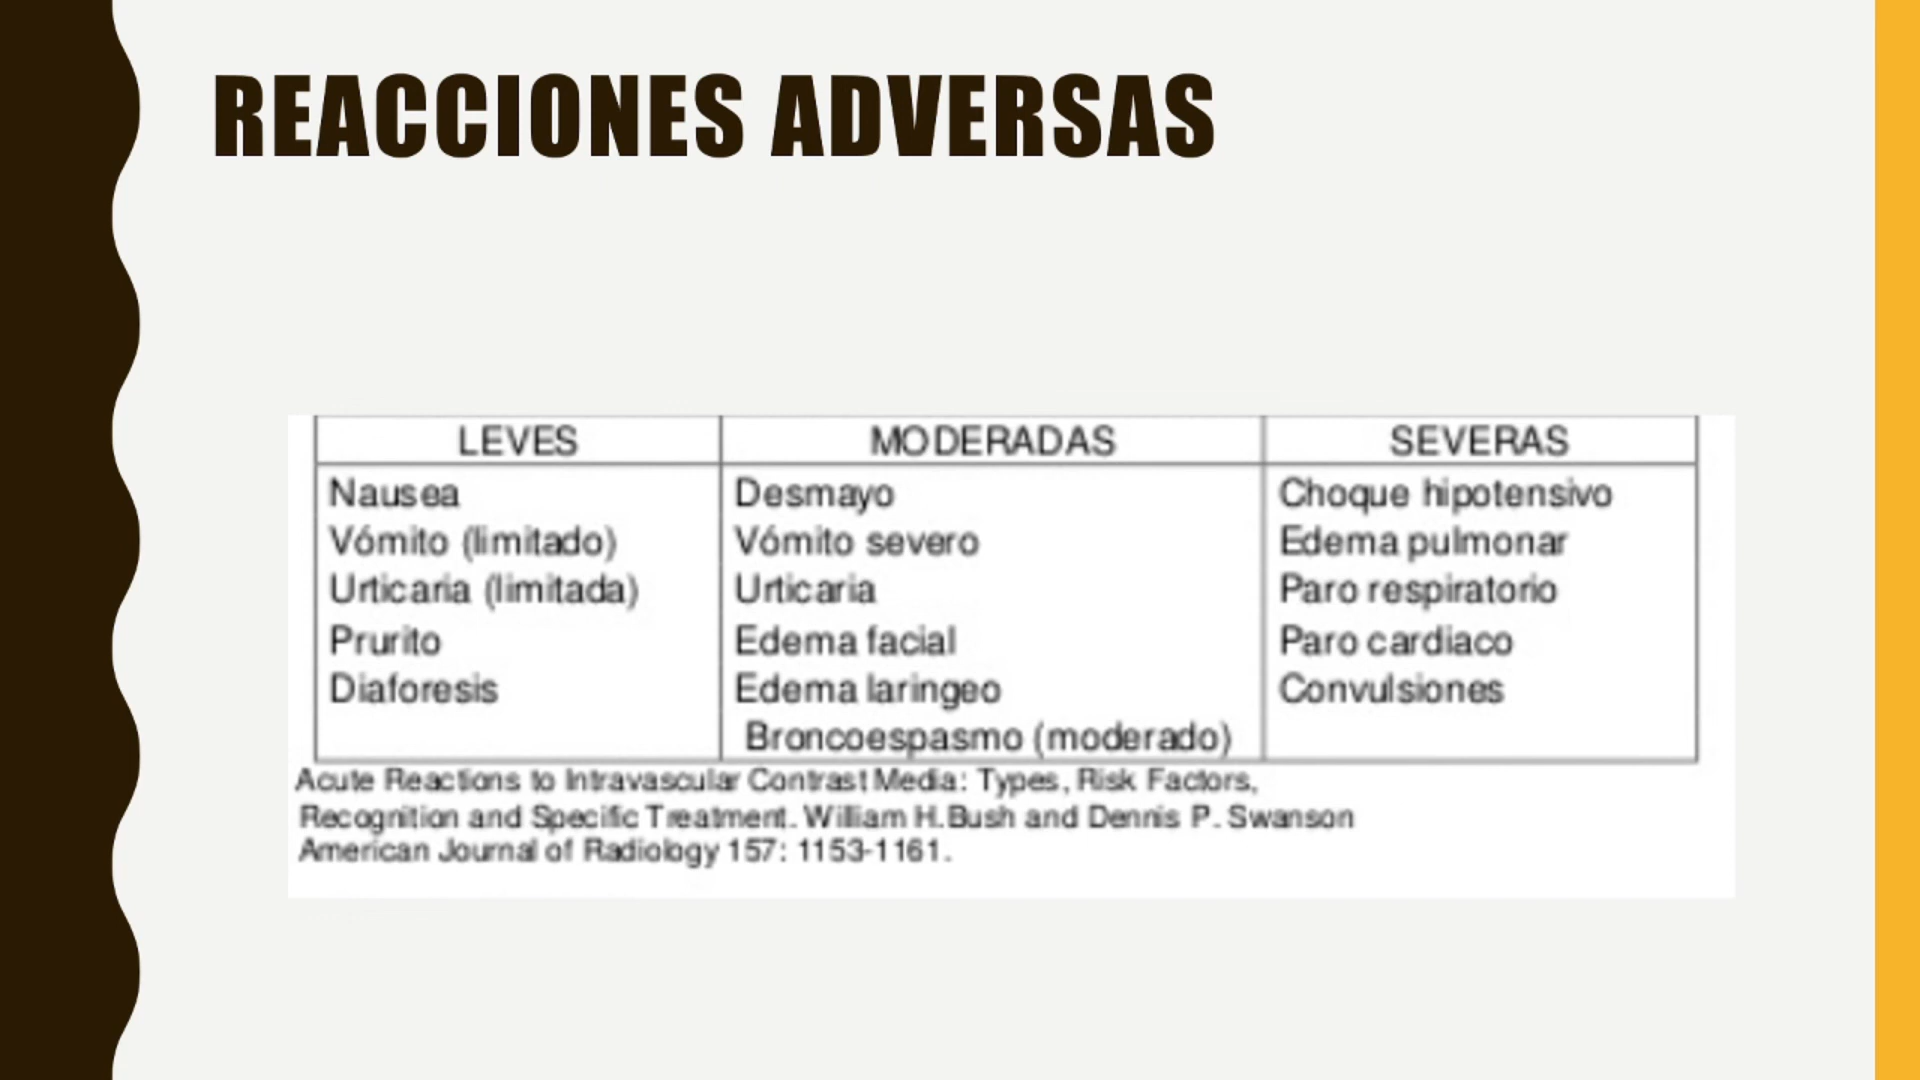 REACCIONES ADVERSAS
LEVES MODERADAS SEVERAS
Nausea Desmayo Choque hipotensivo
Vómito (limitado) Vómito severo Edema pulmonar
Urticaria (limitada) Urticaria Paro respiratorio
Prurito Edema facial Paro cardiaco
Diaforesis Edema laringeo Convulsiones
Broncoespasmo (moderado)
Acute Reactions to Intravascular Contrast Media: Types, Risk Factors,
Recognition and Specific Treatment. William H. Bush and Dennis P. Swanson
American Journal of Radiology 157: 1153-1161.